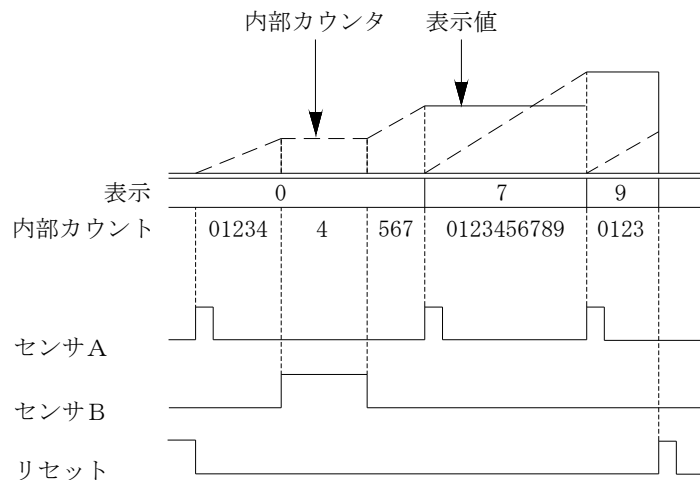 内部カウンタ 表示値
表示 0 7 9
内部カウント 01234 4 567 0123456789 0123
センサA
センサB
リセット